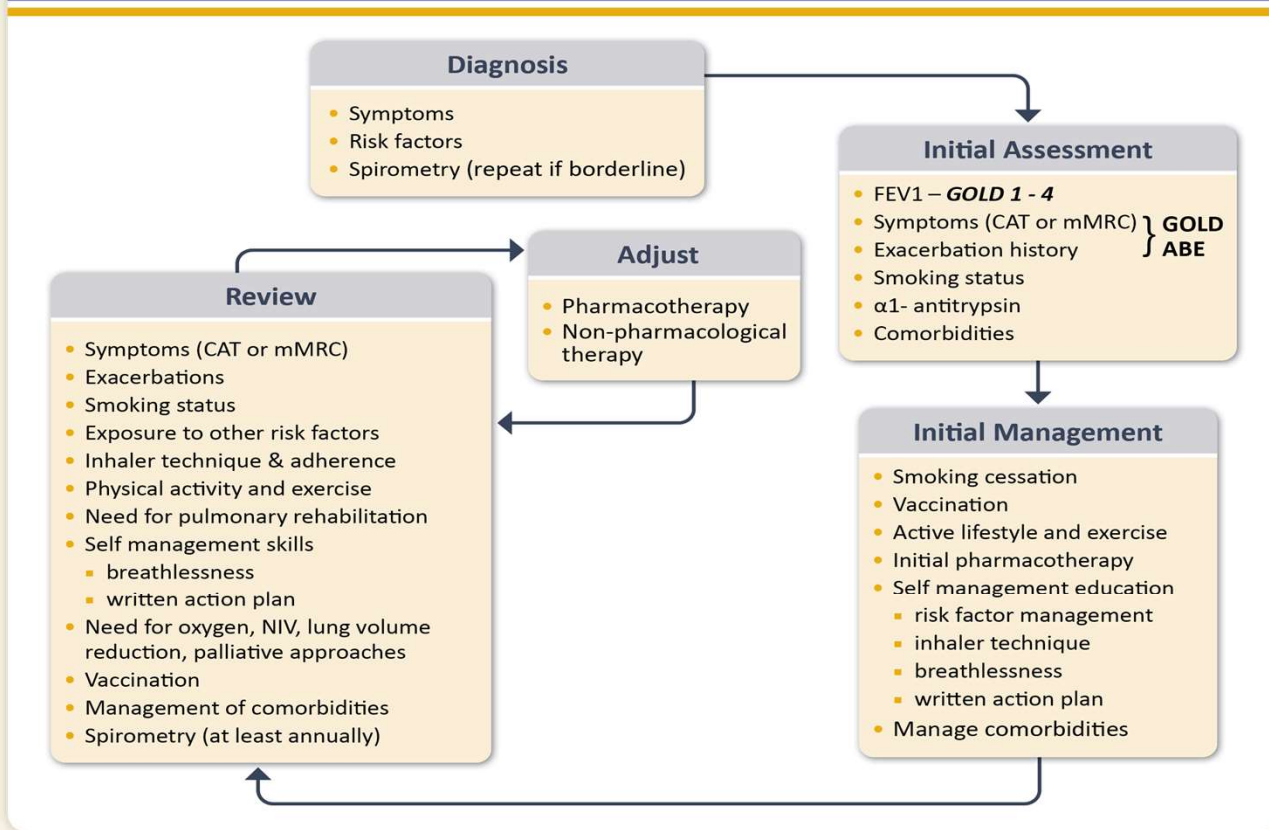 Diagnosis
• Symptoms
• Risk factors
• Spirometry (repeat if borderline)
Initial Assessment
• FEV1 – GOLD 1 - 4
• Symptoms (CAT or mMRC)
• Exacerbation history
} GOLD
ABE
• Smoking status
• α1- antitrypsin
• Comorbidities
Initial Management
• Smoking cessation
• Vaccination
• Active lifestyle and exercise
• Initial pharmacotherapy
• Self management education
▪ risk factor management
▪ inhaler technique
▪ breathlessness
▪ written action plan
• Manage comorbidities
Review
• Symptoms (CAT or mMRC)
• Exacerbations
• Smoking status
• Exposure to other risk factors
• Inhaler technique & adherence
• Physical activity and exercise
• Need for pulmonary rehabilitation
• Self management skills
▪ breathlessness
▪ written action plan
• Need for oxygen, NIV, lung volume
reduction, palliative approaches
• Vaccination
• Management of comorbidities
• Spirometry (at least annually)
Adjust
• Pharmacotherapy
• Non-pharmacological
therapy